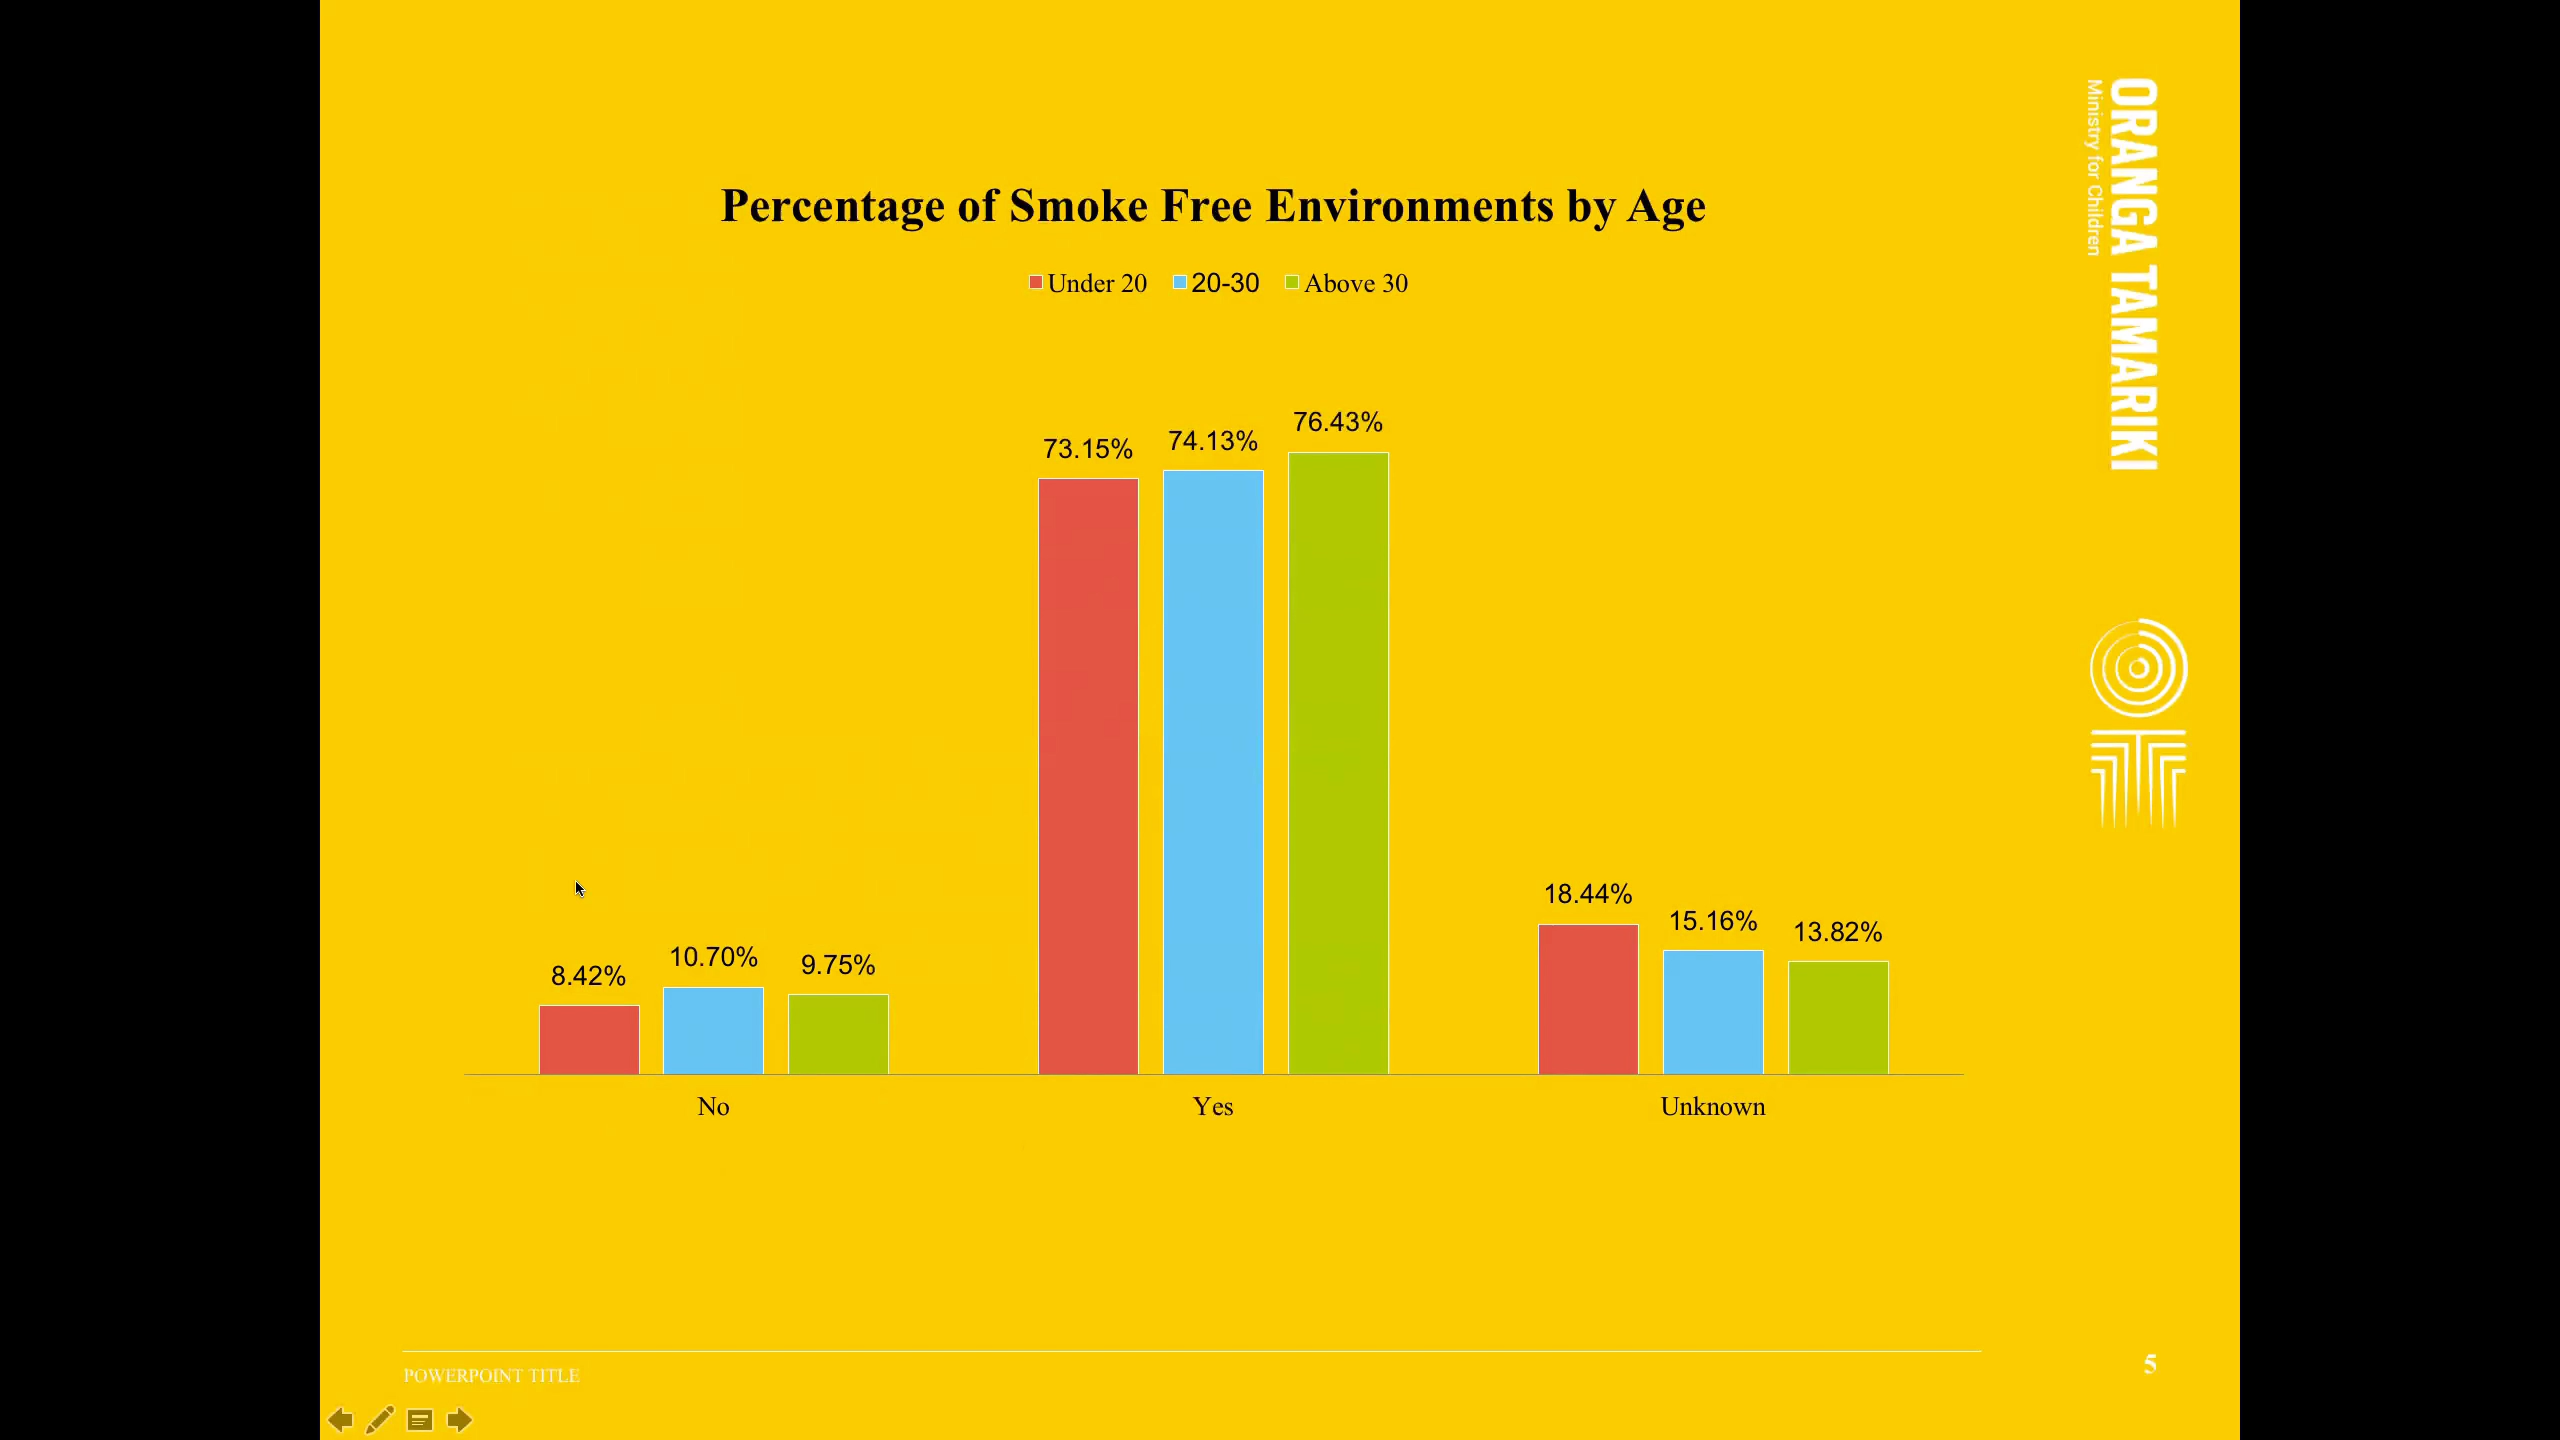 Percentage of Smoke Free Environments by Age
Under 20 20-30 Above 30
73.15% 74.13% 76.43%
18.44% 15.16% 13.82%
8.42% 10.70% 9.75%
No Yes Unknown
ORANGA TAMARIKI
Ministry for Children
POWERPOINT TITLE
5